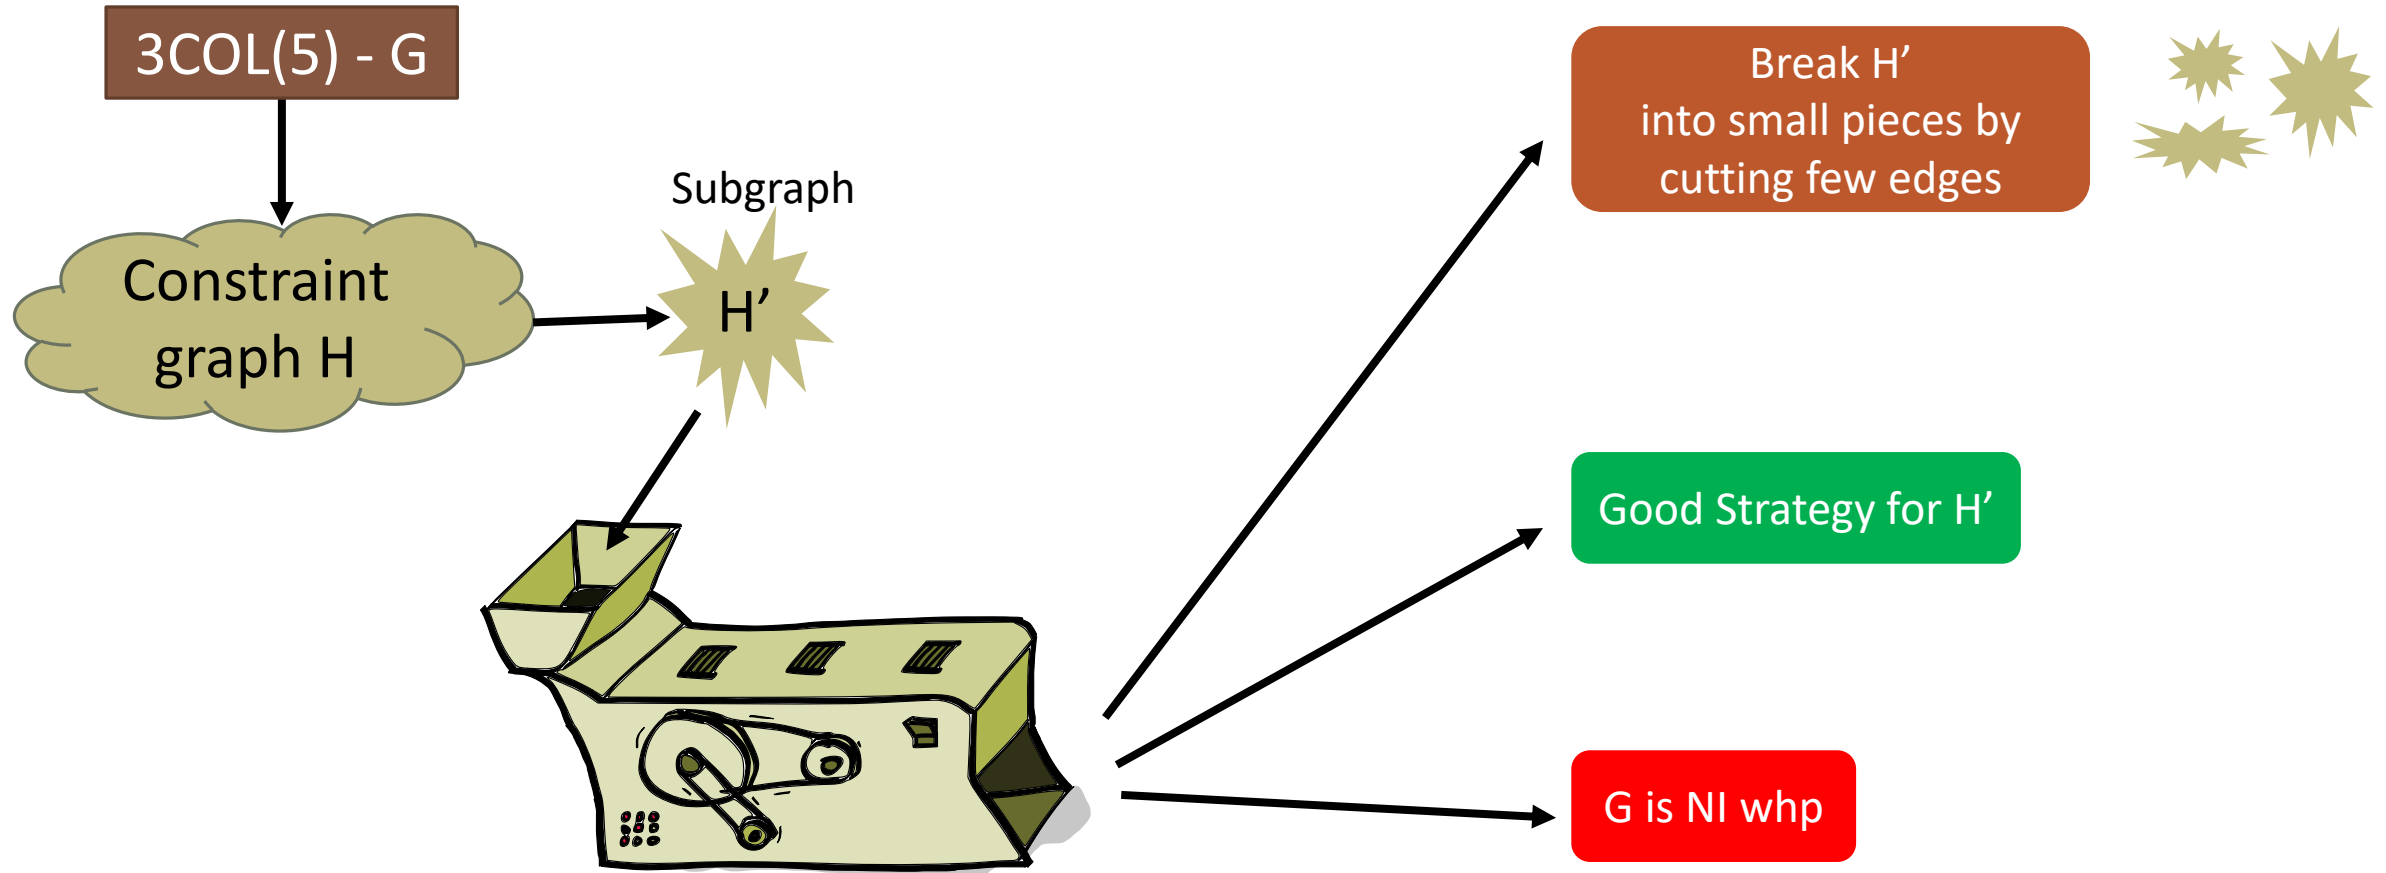 3COL(5) - G
Constraint
graph H
Subgraph
H’
Break H’
into small pieces by
cutting few edges
Good Strategy for H’
G is NI whp